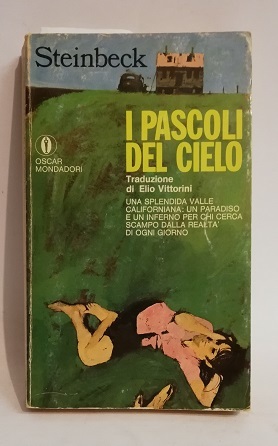 Steinbeck
I PASCOLI
DEL CIELO
OSCAR
MONDADORI
Traduzione
di Elio Vittorini
UNA SPLENDIDA VALLE
CALIFORNIANA: UN PARADISO
E UN INFERNO PER CHI CERCA
SCAMPO DALLA REALTA'
DI OGNI GIORNO